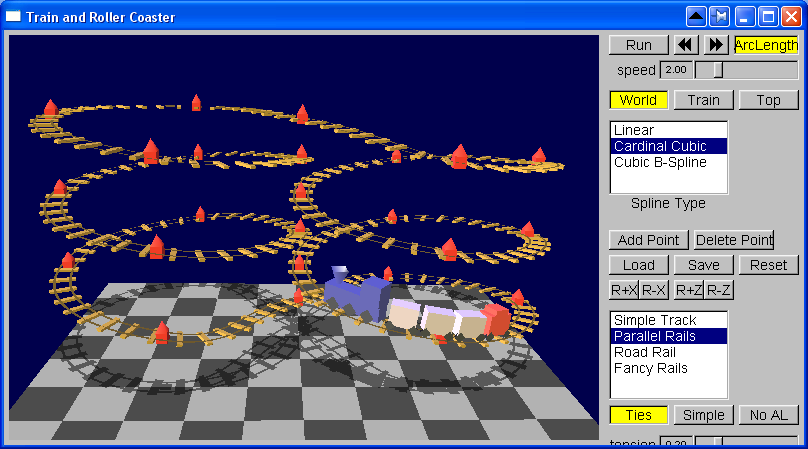 Train and Roller Coaster
Run
ArcLength
speed 2.00
World Train Top
Linear
Cardinal Cubic
Cubic B-Spline
Spline Type
Add Point Delete Point
Load Save Reset
R+X R-X R+Z R-Z
Simple Track
Parallel Rails
Road Rail
Fancy Rails
Ties Simple No AL
tension 0.20